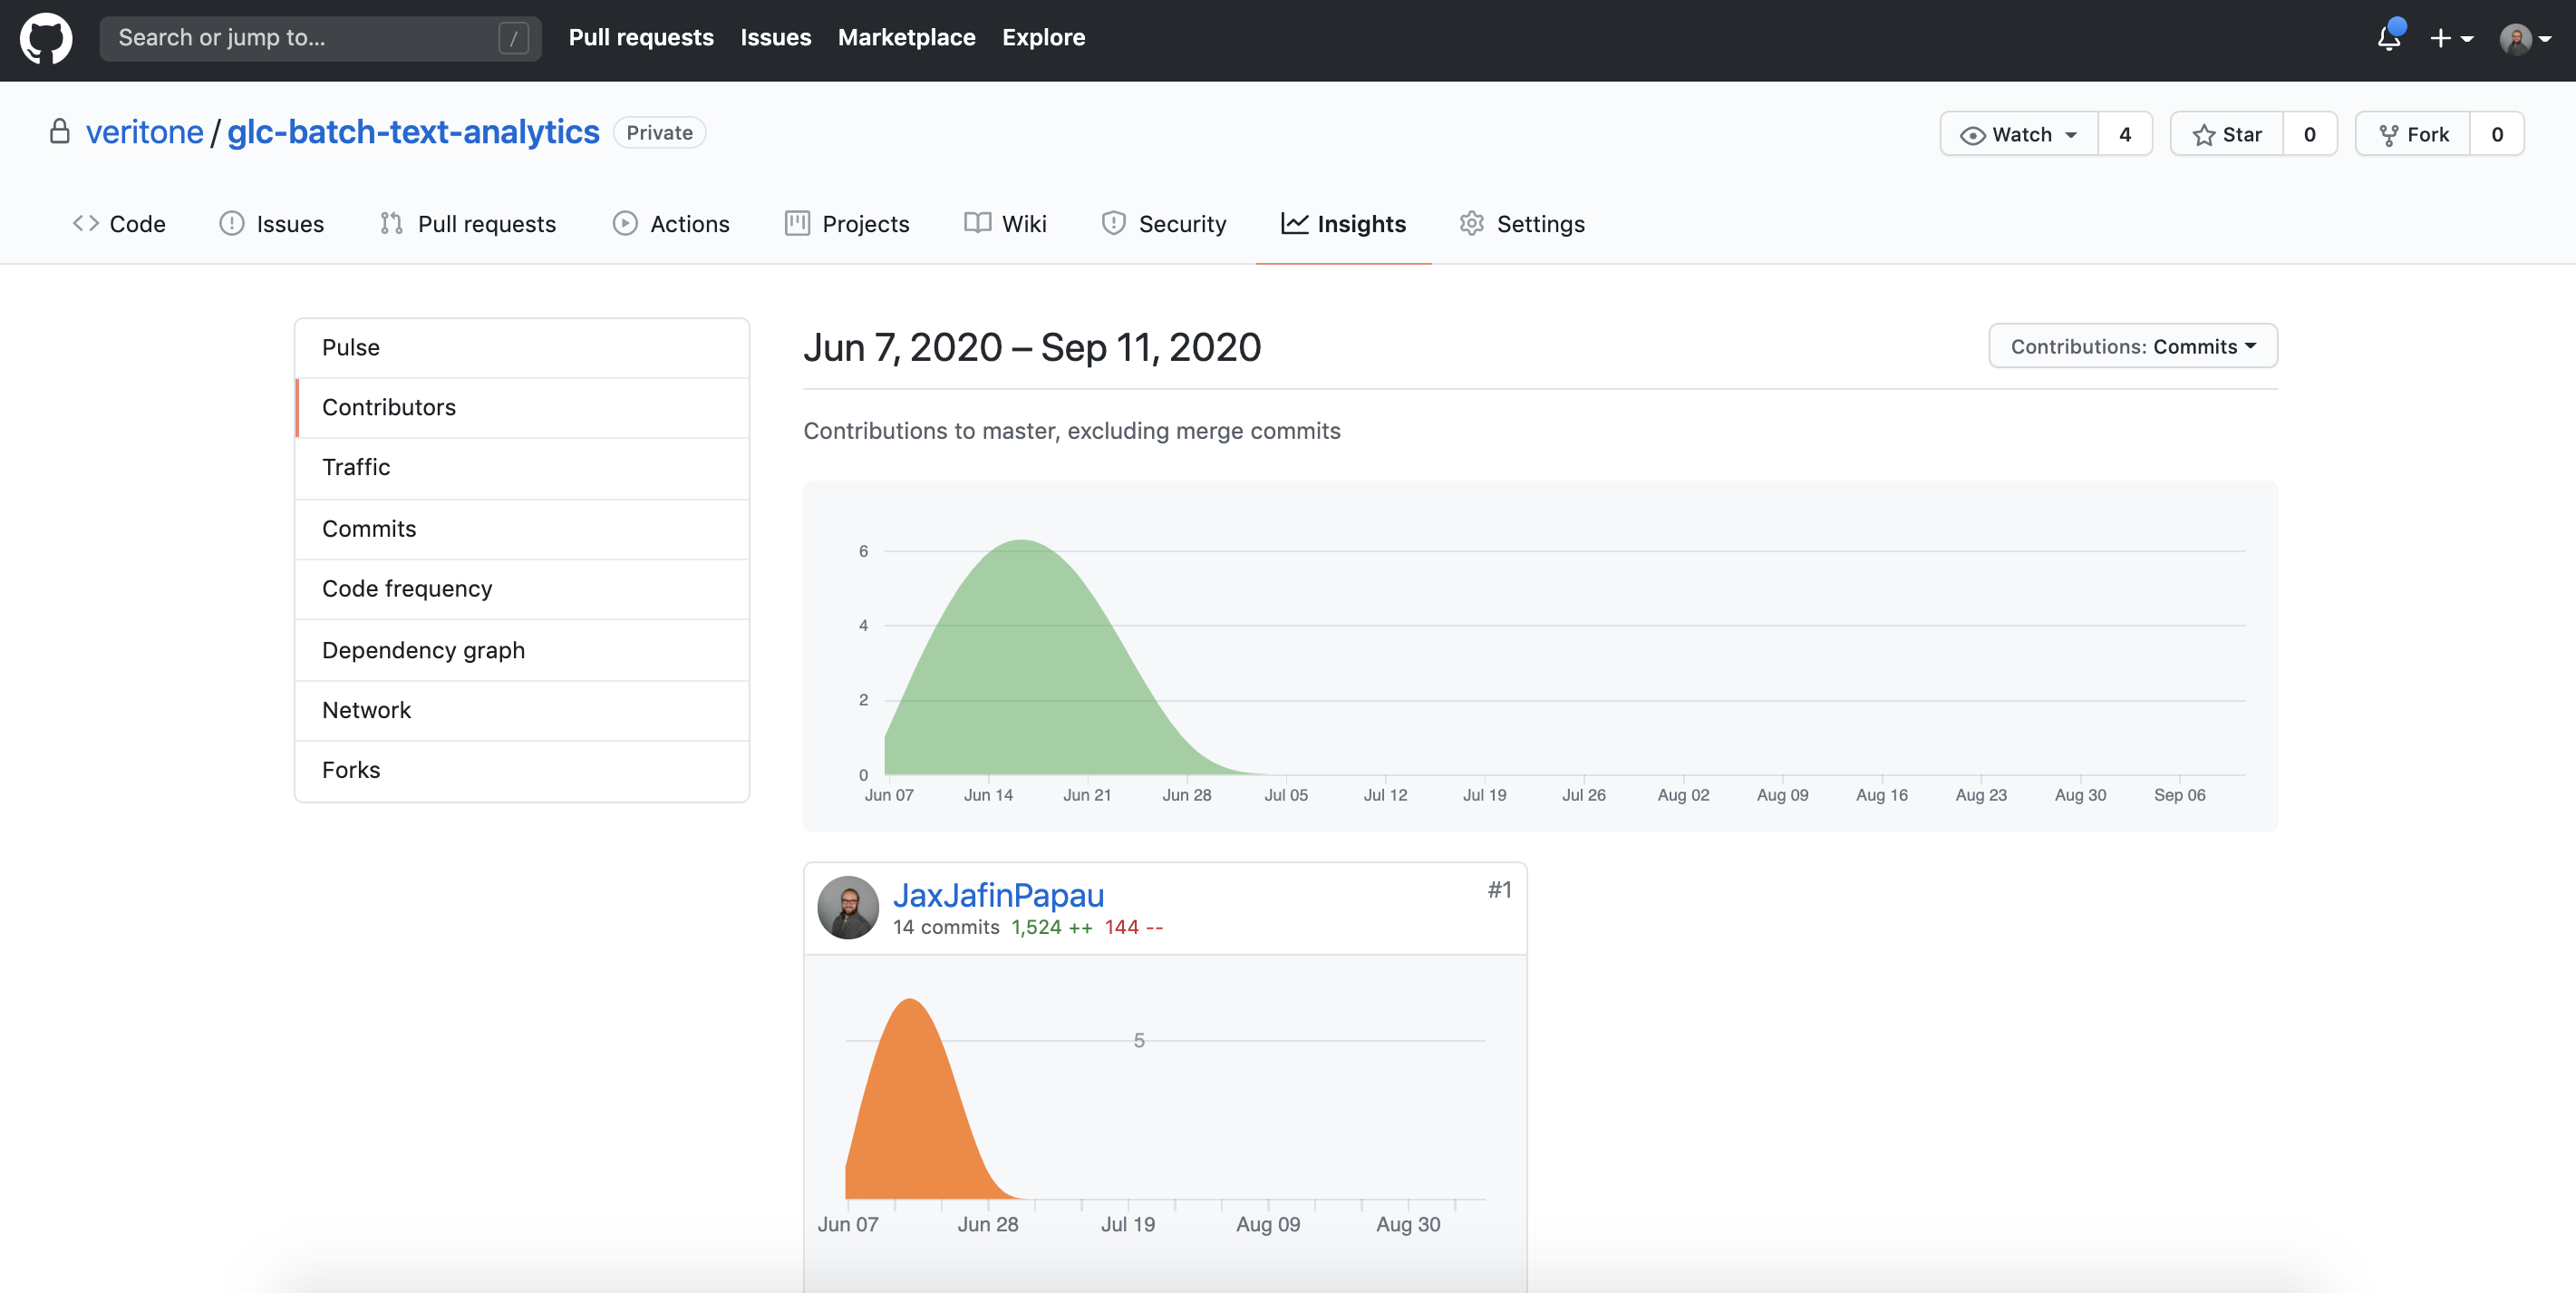 Search or jump to... /
Pull requests Issues Marketplace Explore
veritone / glc-batch-text-analytics Private
Watch 4 Star 0 Fork 0
Code Issues Pull requests Actions Projects Wiki Security Insights Settings
Pulse
Contributors
Traffic
Commits
Code frequency
Dependency graph
Network
Forks
Jun 7, 2020 – Sep 11, 2020
Contributions: Commits
Contributions to master, excluding merge commits
6
4
2
0
Jun 07 Jun 14 Jun 21 Jun 28 Jul 05 Jul 12 Jul 19 Jul 26 Aug 02 Aug 09 Aug 16 Aug 23 Aug 30 Sep 06
JaxJafinPapau #1
14 commits 1,524 ++ 144 --
5
Jun 07 Jun 28 Jul 19 Aug 09 Aug 30